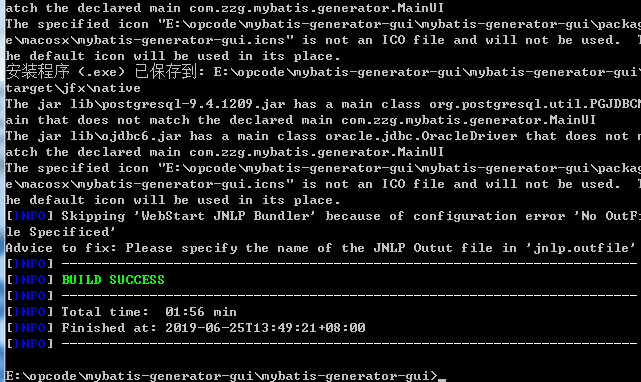 atch the declared main com.zzg.mybatis.generator.MainUI
The specified icon "E:\opcode\mybatis-generator-gui\mybatis-generator-gui\packag
e\macosx\mybatis-generator-gui.icns" is not an ICO file and will not be used.  T
he default icon will be used in its place.
安装程序 (.exe) 已保存到: E:\opcode\mybatis-generator-gui\mybatis-generator-gui\
target\jfx\native
The jar lib\postgresql-9.4.1209.jar has a main class org.postgresql.util.PGJDBCM
ain that does not match the declared main com.zzg.mybatis.generator.MainUI
The jar lib\ojdbc6.jar has a main class oracle.jdbc.OracleDriver that does not m
atch the declared main com.zzg.mybatis.generator.MainUI
The specified icon "E:\opcode\mybatis-generator-gui\mybatis-generator-gui\packag
e\macosx\mybatis-generator-gui.icns" is not an ICO file and will not be used.  T
he default icon will be used in its place.
[INFO] Skipping 'WebStart JNLP Bundler' because of configuration error 'No OutFi
le Specificed'
Advice to fix: Please specify the name of the JNLP Outut file in 'jnlp.outfile'
[INFO] ------------------------------------------------------------------------
[INFO] BUILD SUCCESS
[INFO] ------------------------------------------------------------------------
[INFO] Total time:  01:56 min
[INFO] Finished at: 2019-06-25T13:49:21+08:00
[INFO] ------------------------------------------------------------------------
E:\opcode\mybatis-generator-gui\mybatis-generator-gui>_